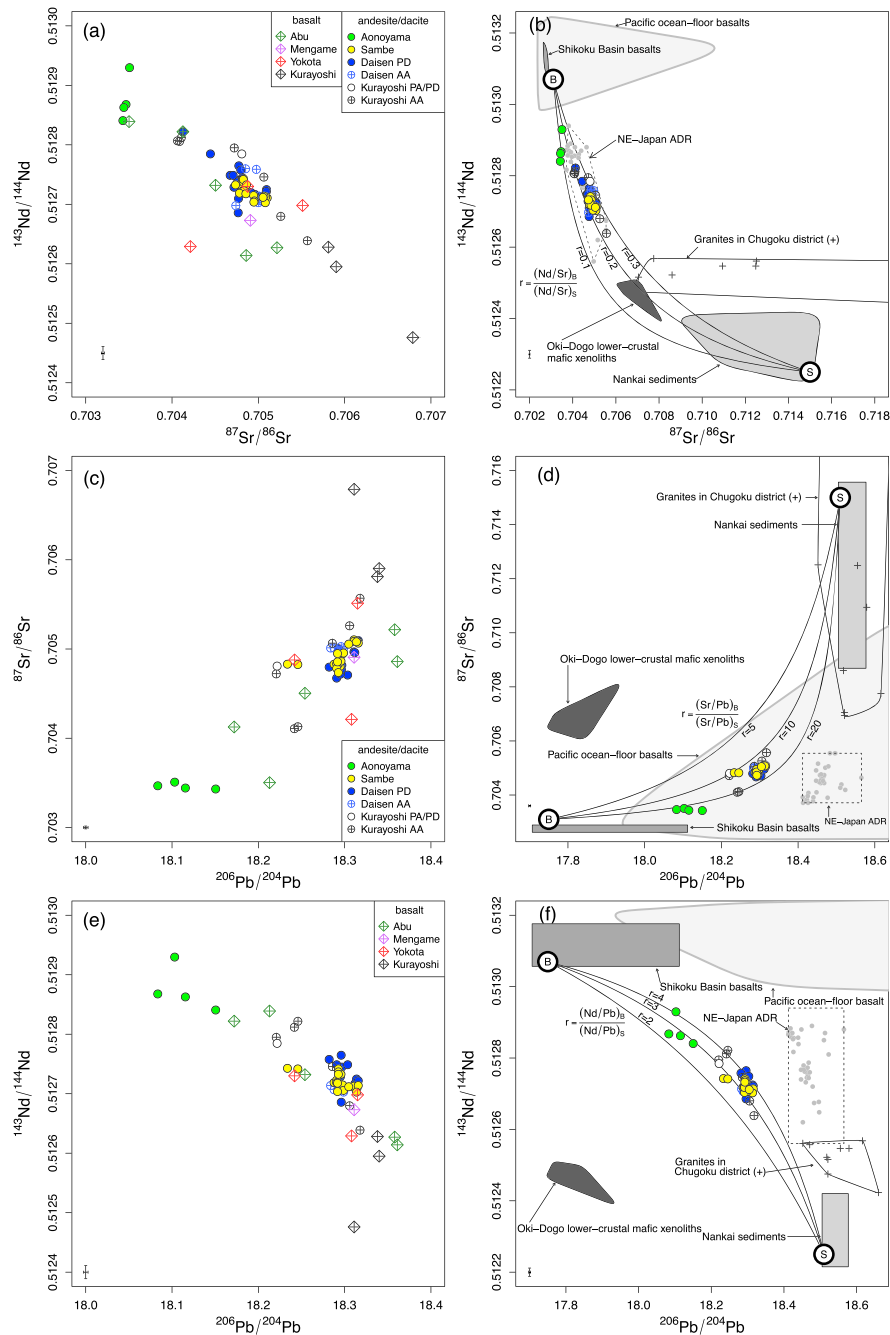 (a)
basalt
Abu
Mengame
Yokota
Kurayoshi
andesite/dacite
Aonoyama
Sambe
Daisen PD
Daisen AA
Kurayoshi PA/PD
Kurayoshi AA
143Nd/144Nd
0.5130
0.5129
0.5128
0.5127
0.5126
0.5125
0.5124
0.703
0.704
0.705
0.706
0.707
87Sr/86Sr
(b)
Pacific ocean–floor basalts
Shikoku Basin basalts
B
NE–Japan ADR
Granites in Chugoku district (+)
r=0.3
r=0.2
r=0.1
r = (Nd/Sr)B
(Nd/Sr)S
Oki–Dogo lower–crustal
mafic xenoliths
Nankai sediments
S
143Nd/144Nd
0.5132
0.5130
0.5128
0.5126
0.5124
0.5122
0.702
0.704
0.706
0.708
0.710
0.712
0.714
0.716
0.718
87Sr/86Sr
(c)
andesite/dacite
Aonoyama
Sambe
Daisen PD
Daisen AA
Kurayoshi PA/PD
Kurayoshi AA
87Sr/86Sr
0.707
0.706
0.705
0.704
0.703
18.0
18.1
18.2
18.3
18.4
206Pb/204Pb
(d)
S
Granites in Chugoku district (+)
Nankai sediments
Oki–Dogo lower–crustal mafic xenoliths
r = (Sr/Pb)B
(Sr/Pb)S
r=5
r=10
r=20
Pacific ocean–floor basalts
B
Shikoku Basin basalts
NE–Japan ADR
87Sr/86Sr
0.716
0.714
0.712
0.710
0.708
0.706
0.704
17.8
18.0
18.2
18.4
18.6
206Pb/204Pb
(e)
basalt
Abu
Mengame
Yokota
Kurayoshi
143Nd/144Nd
0.5130
0.5129
0.5128
0.5127
0.5126
0.5125
0.5124
18.0
18.1
18.2
18.3
18.4
206Pb/204Pb
(f)
B
Shikoku Basin basalts
Pacific ocean–floor basalt
r=4
r=3
r=2
r = (Nd/Pb)B
(Nd/Pb)S
NE–Japan ADR
Granites in
Chugoku district (+)
Oki–Dogo lower–crustal mafic xenoliths
Nankai sediments
S
143Nd/144Nd
0.5132
0.5130
0.5128
0.5126
0.5124
0.5122
17.8
18.0
18.2
18.4
18.6
206Pb/204Pb